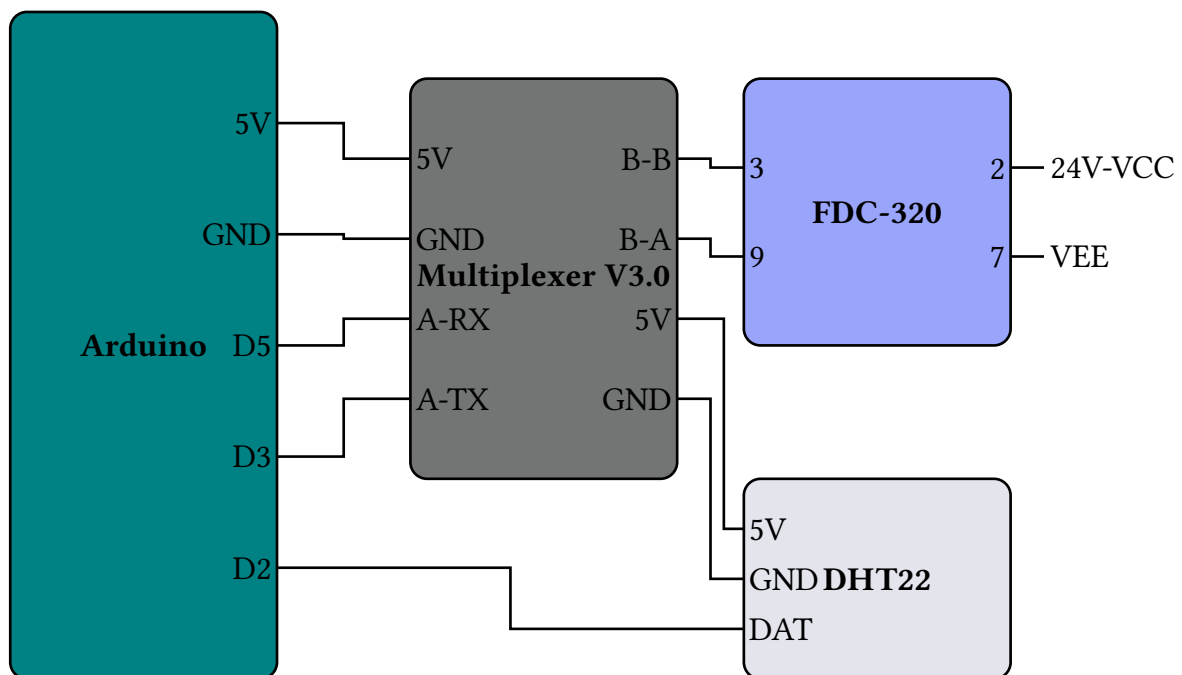 5V
GND
Arduino
D5
D3
D2
5V
GND
Multiplexer V3.0
A-RX
A-TX
B-B
B-A
5V
GND
3
9
FDC-320
2
7
24V-VCC
VEE
5V
GND
DHT22
DAT